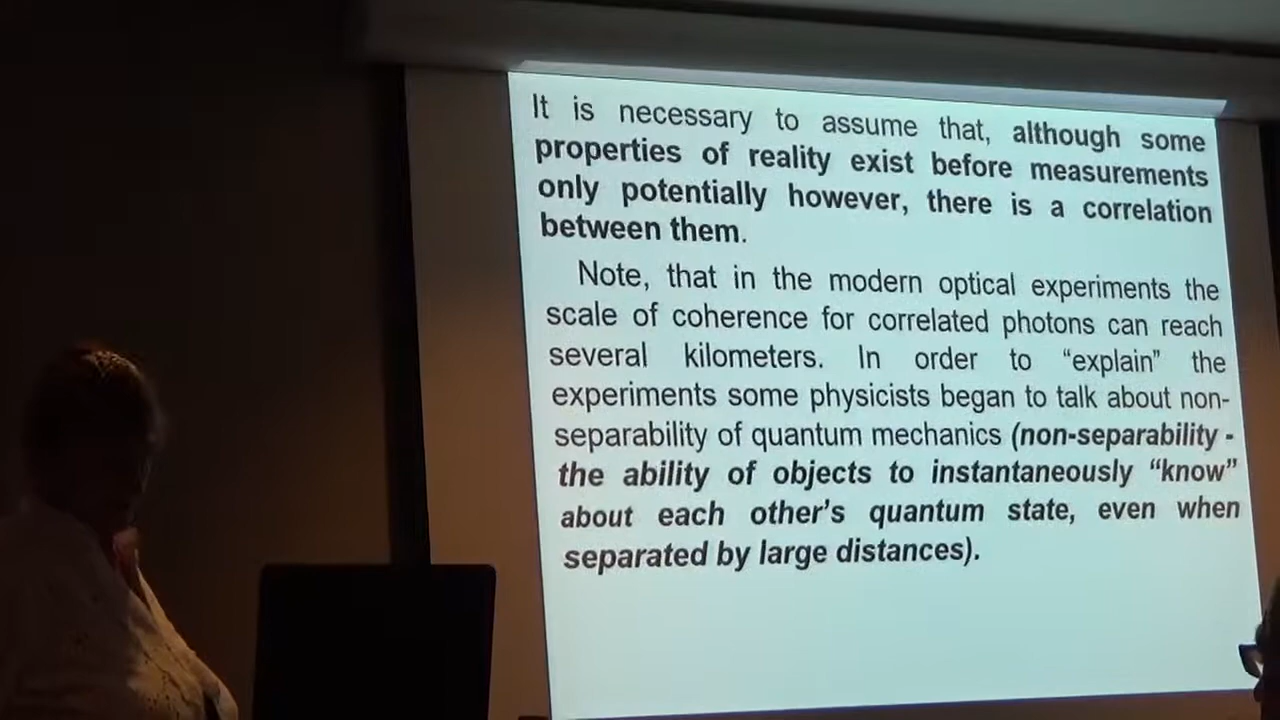 It is necessary to assume that, although some
properties of reality exist before measurements
only potentially however, there is a correlation
between them.
Note, that in the modern optical experiments the
scale of coherence for correlated photons can reach
several kilometers. In order to “explain” the
experiments some physicists began to talk about non-
separability of quantum mechanics (non-separability -
the ability of objects to instantaneously “know”
about each other’s quantum state, even when
separated by large distances).